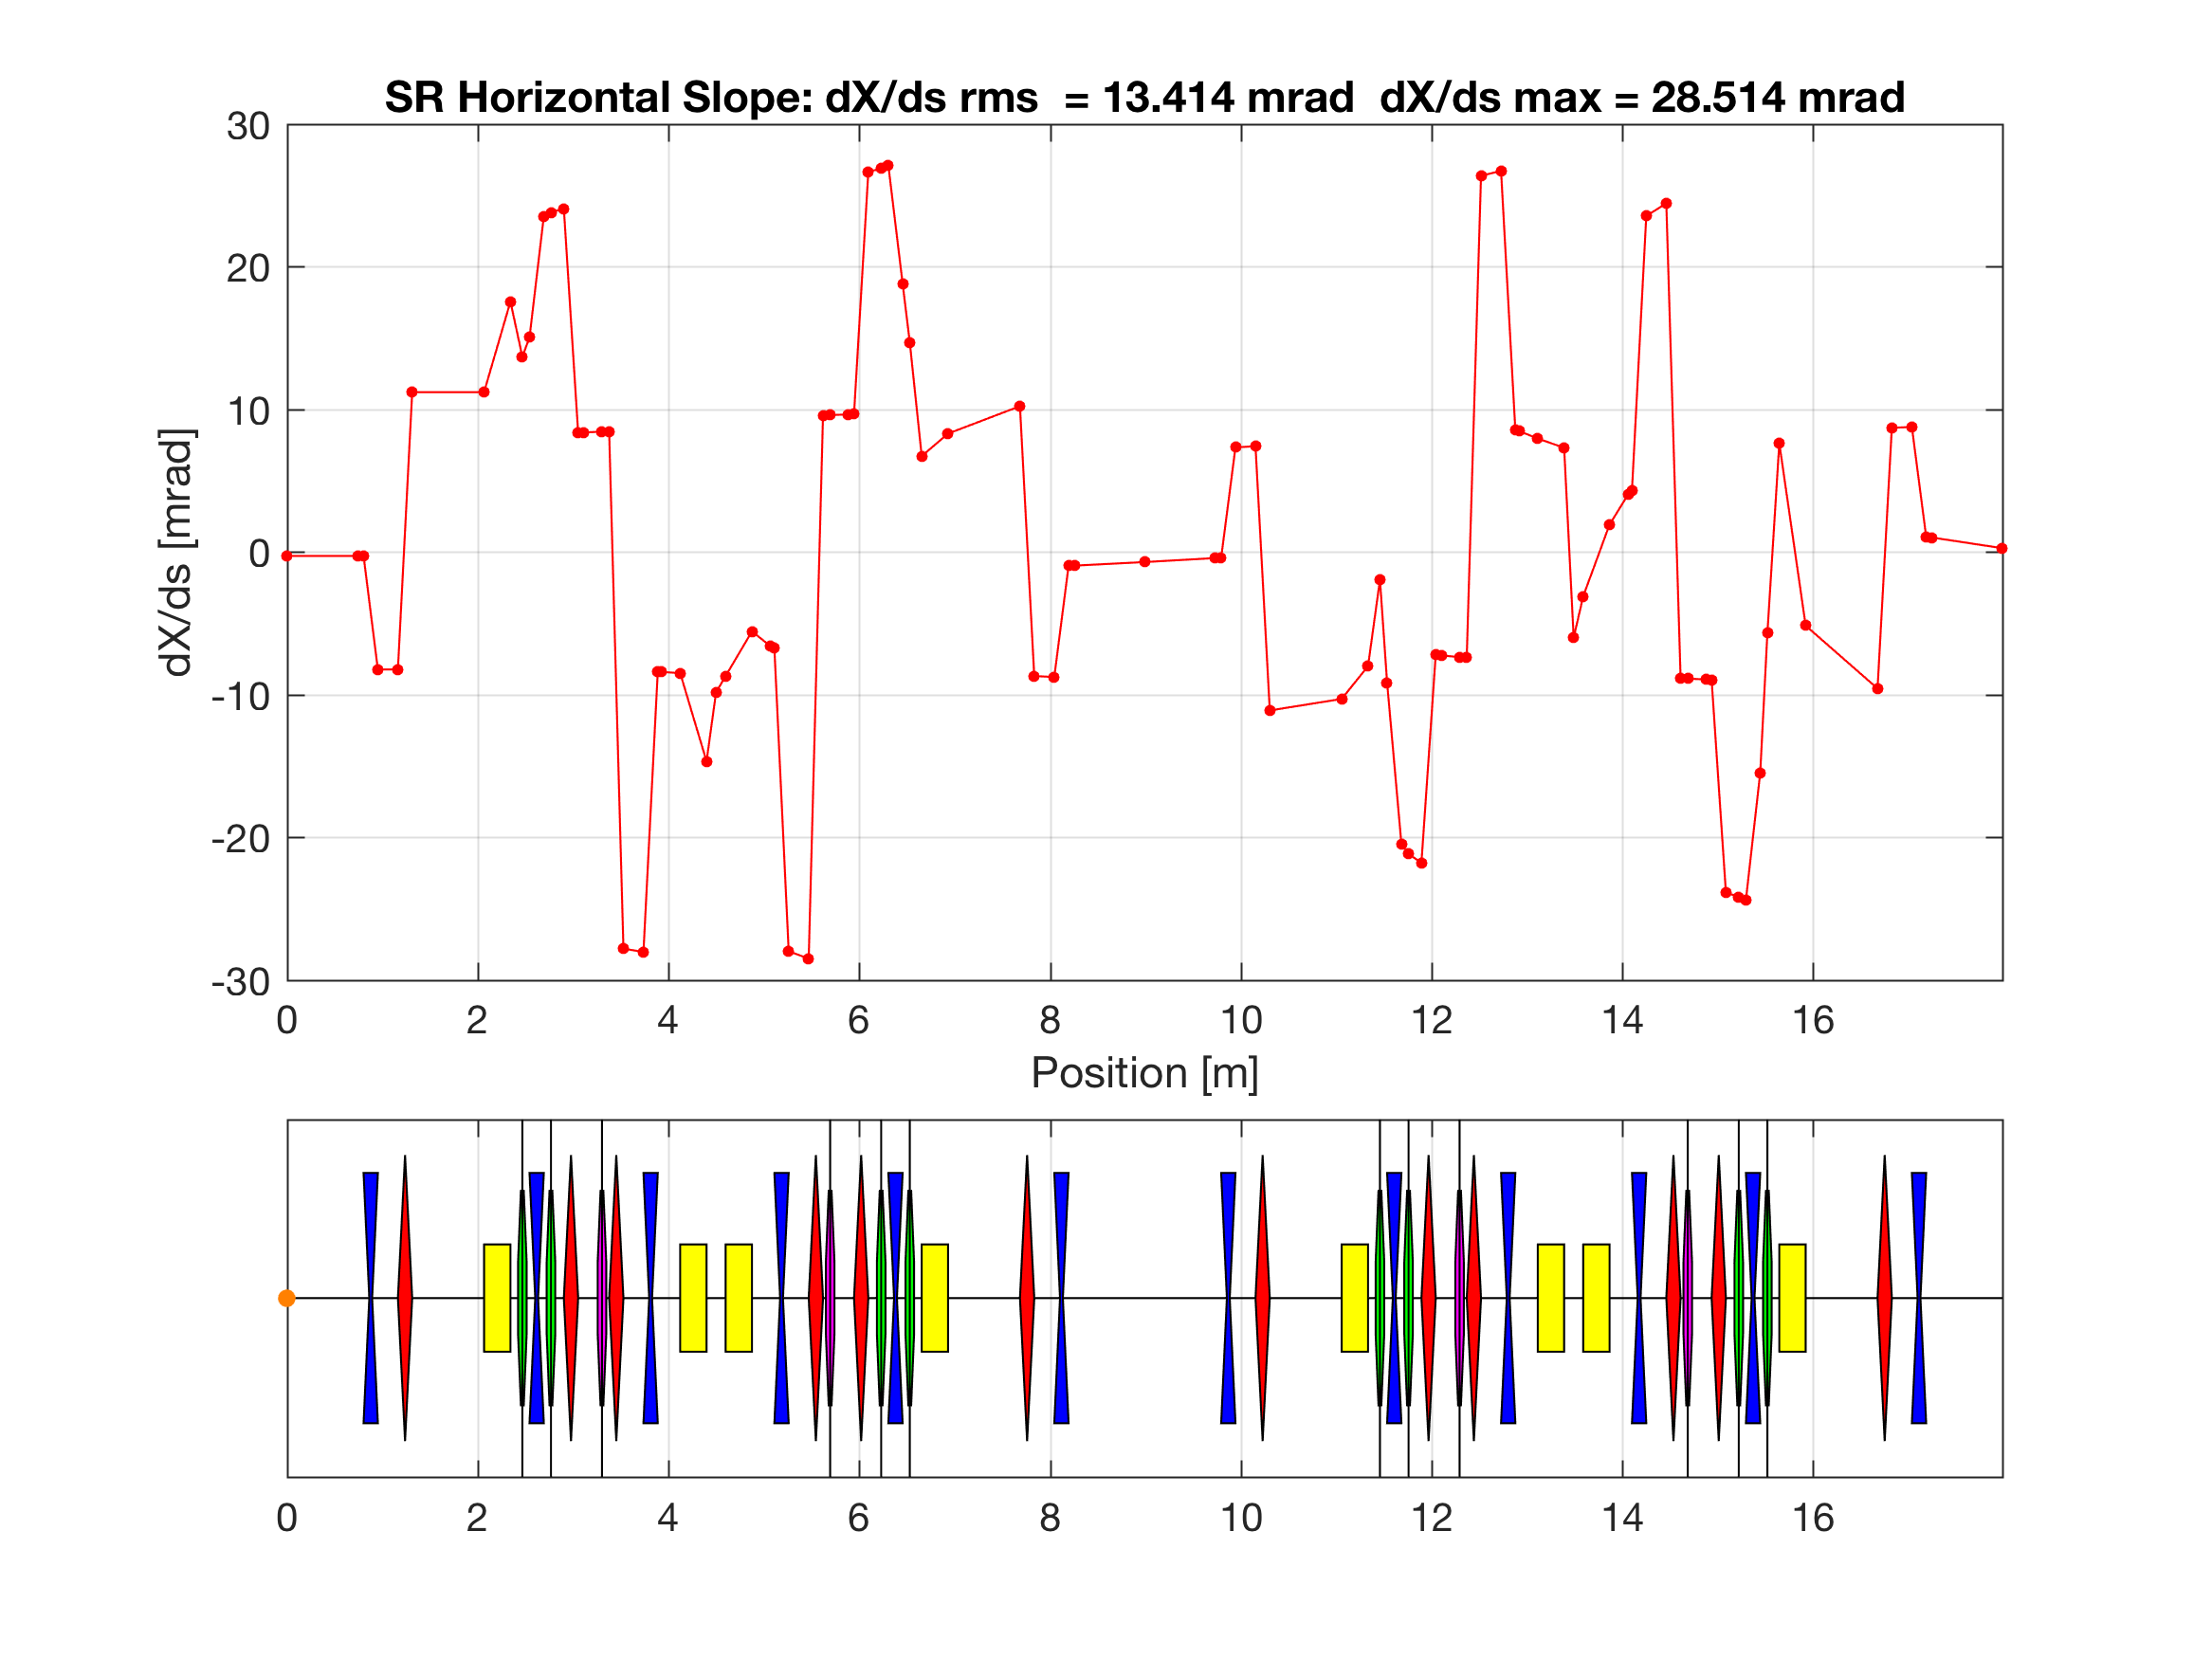 SR Horizontal Slope: dX/ds rms  = 13.414 mrad  dX/ds max = 28.514 mrad
30
20
10
0
-10
-20
-30
dX/ds [mrad]
0 2 4 6 8 10 12 14 16
Position [m]
0 2 4 6 8 10 12 14 16